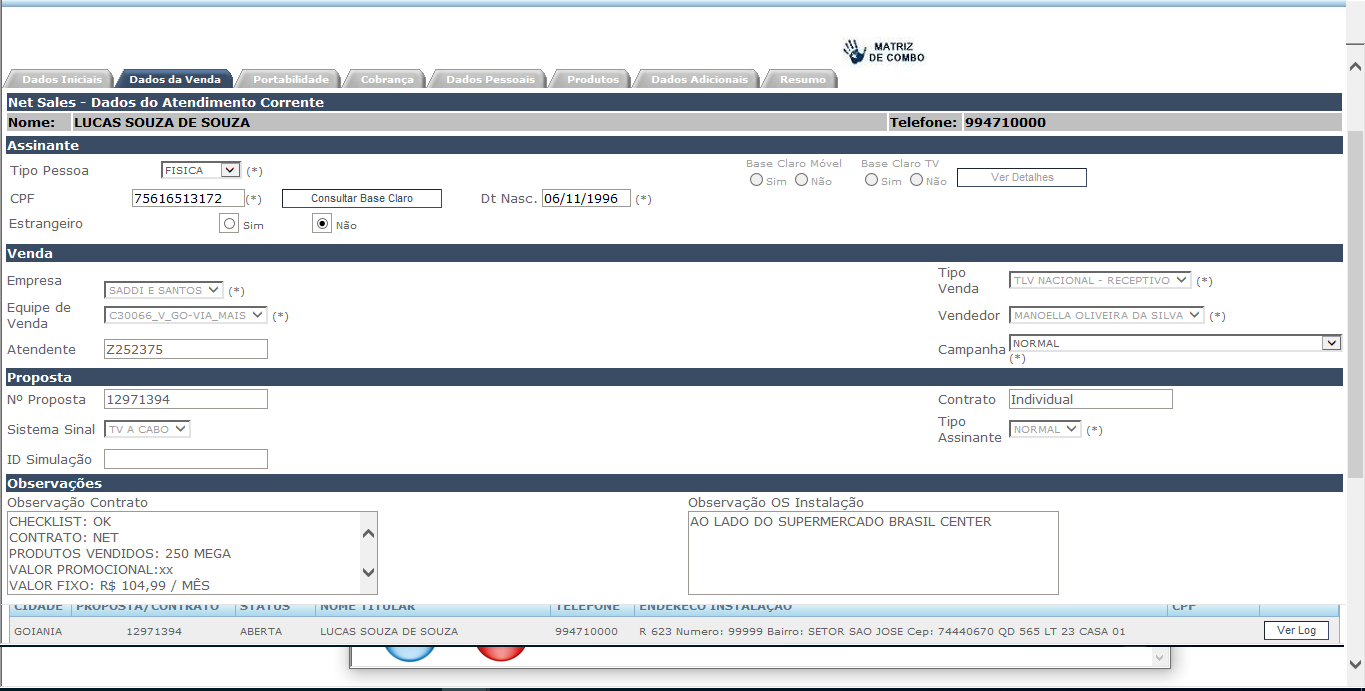 MATRIZ
DE COMBO
Dados Iniciais Dados da Venda Portabilidade Cobrança Dados Pessoais Produtos Dados Adicionais Resumo
Net Sales - Dados do Atendimento Corrente
Nome: LUCAS SOUZA DE SOUZA Telefone: 994710000
Assinante
Tipo Pessoa FISICA (*) Base Claro Móvel Base Claro TV
Sim Não Sim Não Ver Detalhes
CPF 75616513172 (*) Consultar Base Claro Dt Nasc. 06/11/1996 (*)
Estrangeiro Sim Não
Venda
Empresa SADDI E SANTOS (*) Tipo Venda TLV NACIONAL - RECEPTIVO (*)
Equipe de Venda C30066_V_GO-VIA_MAIS (*) Vendedor MANOELLA OLIVEIRA DA SILVA (*)
Atendente Z252375 Campanha NORMAL (*)
Proposta
Nº Proposta 12971394 Contrato Individual
Sistema Sinal TV A CABO Tipo Assinante NORMAL (*)
ID Simulação
Observações
Observação Contrato Observação OS Instalação
CHECKLIST: OK AO LADO DO SUPERMERCADO BRASIL CENTER
CONTRATO: NET
PRODUTOS VENDIDOS: 250 MEGA
VALOR PROMOCIONAL:xx
VALOR FIXO: R$ 104,99 / MÊS
CIDADE PROPOSTA/CONTRATO STATUS NOME TITULAR TELEFONE ENDERECO INSTALAÇÃO CPF
GOIANIA 12971394 ABERTA LUCAS SOUZA DE SOUZA 994710000 R 623 Numero: 99999 Bairro: SETOR SAO JOSE Cep: 74440670 QD 565 LT 23 CASA 01 Ver Log